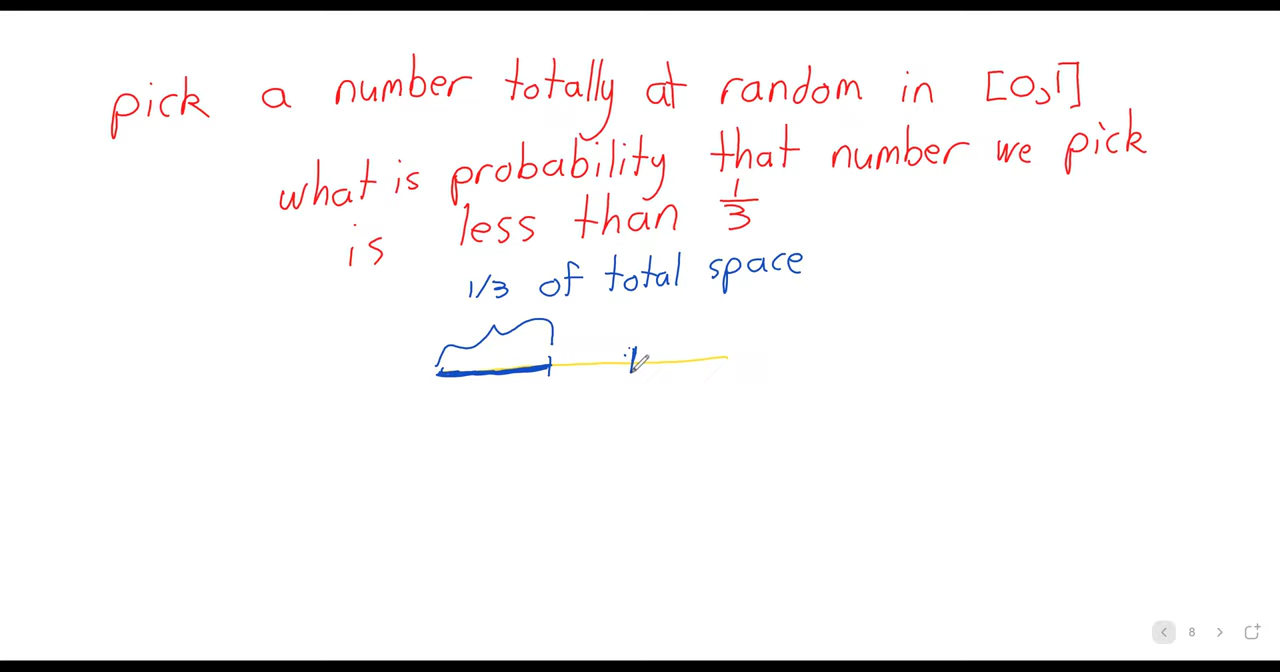 pick a number totally at random in [0,1]
what is probability that number we pick
is less than 1/3
1/3 of total space
8